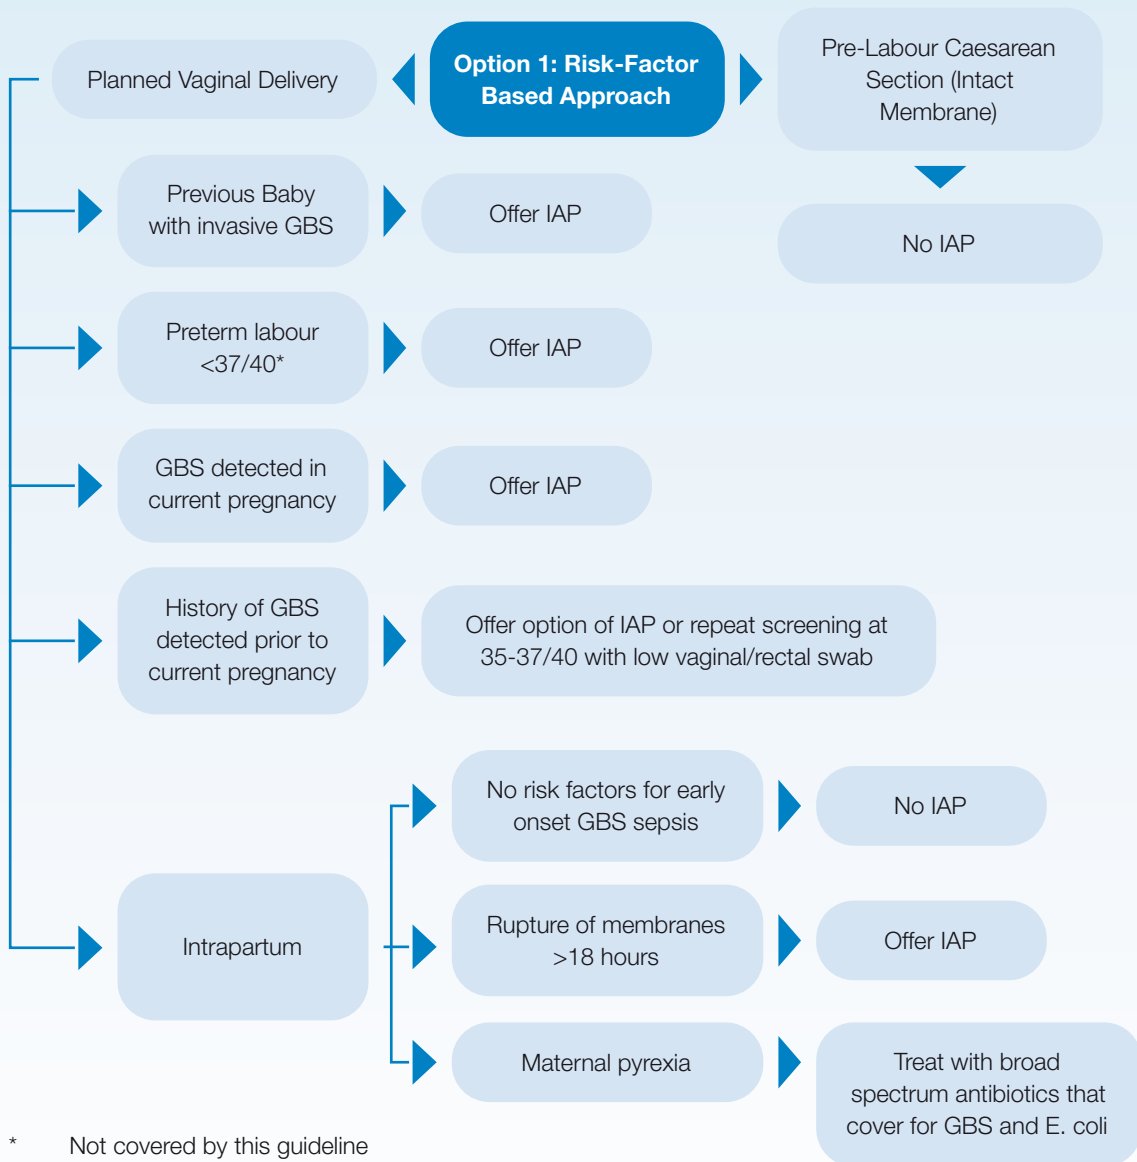 Option 1: Risk-Factor
Based Approach
Planned Vaginal Delivery
Pre-Labour Caesarean
Section (Intact
Membrane)
No IAP
Previous Baby
with invasive GBS
Offer IAP
Preterm labour
<37/40*
Offer IAP
GBS detected in
current pregnancy
Offer IAP
History of GBS
detected prior to
current pregnancy
Offer option of IAP or repeat screening at
35-37/40 with low vaginal/rectal swab
Intrapartum
No risk factors for early
onset GBS sepsis
No IAP
Rupture of membranes
>18 hours
Offer IAP
Maternal pyrexia
Treat with broad
spectrum antibiotics that
cover for GBS and E. coli
* Not covered by this guideline